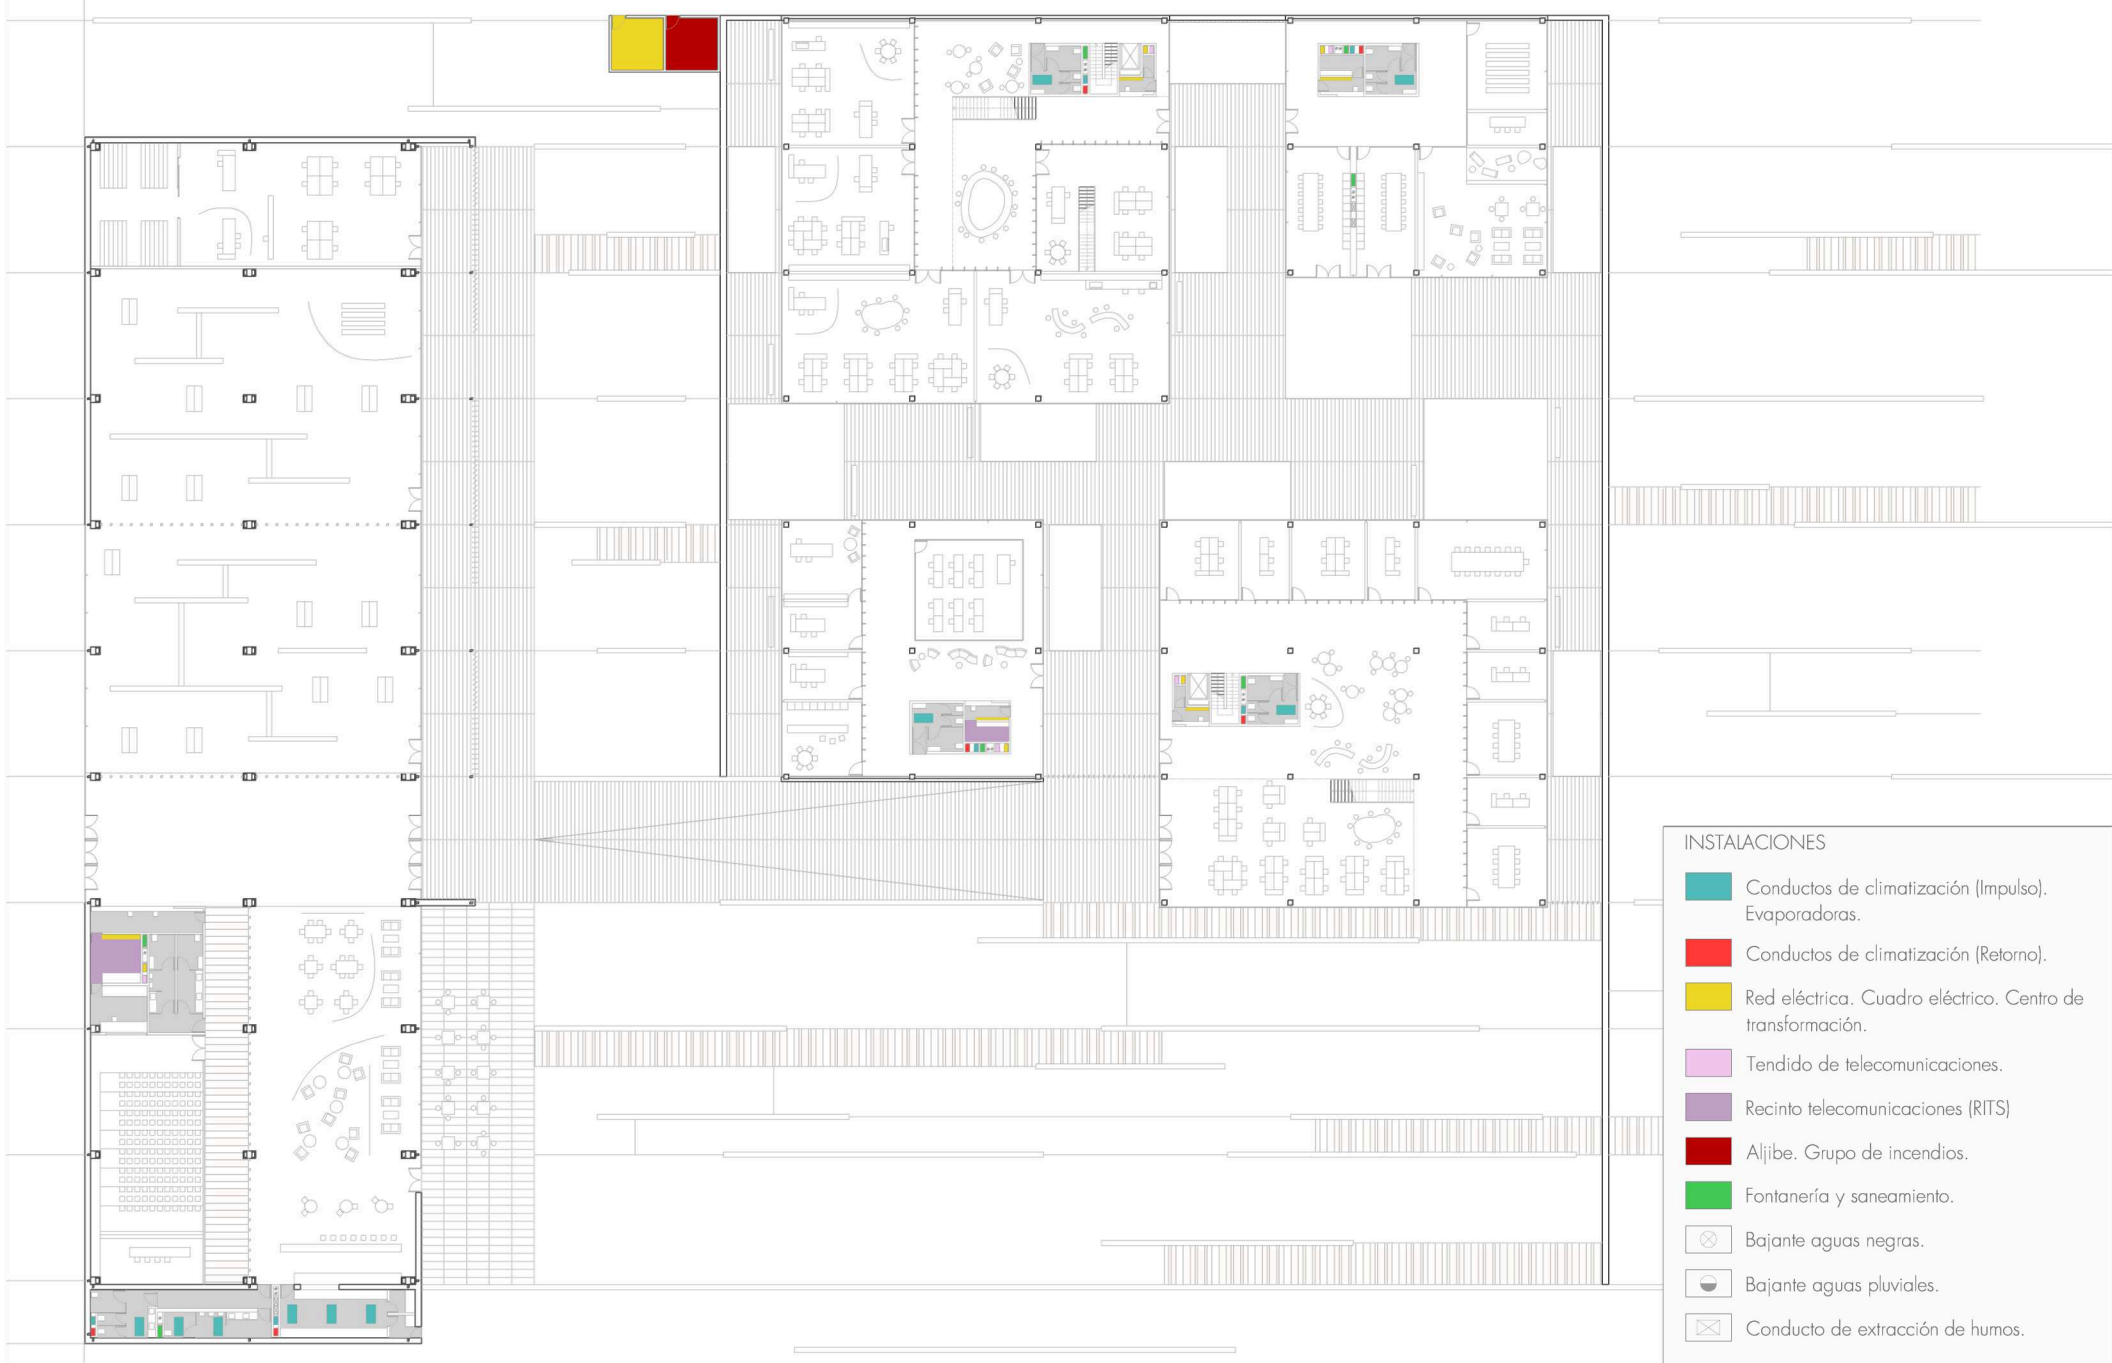 INSTALACIONES
Conductos de climatización (Impulso).
Evaporadoras.
Conductos de climatización (Retorno).
Red eléctrica. Cuadro eléctrico. Centro de
transformación.
Tendido de telecomunicaciones.
Recinto telecomunicaciones (RITS)
Aljibe. Grupo de incendios.
Fontanería y saneamiento.
Bajante aguas negras.
Bajante aguas pluviales.
Conducto de extracción de humos.